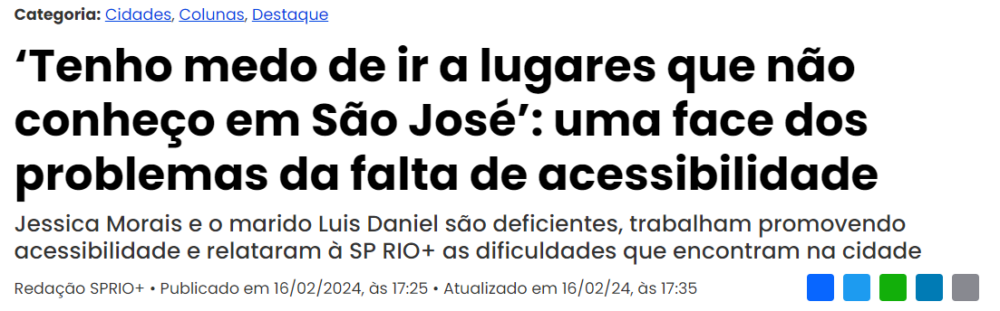 Categoria: Cidades, Colunas, Destaque
‘Tenho medo de ir a lugares que não
conheço em São José’: uma face dos
problemas da falta de acessibilidade
Jessica Morais e o marido Luis Daniel são deficientes, trabalham promovendo
acessibilidade e relataram à SP RIO+ as dificuldades que encontram na cidade
Redação SPRIO+ • Publicado em 16/02/2024, às 17:25 • Atualizado em 16/02/24, às 17:35